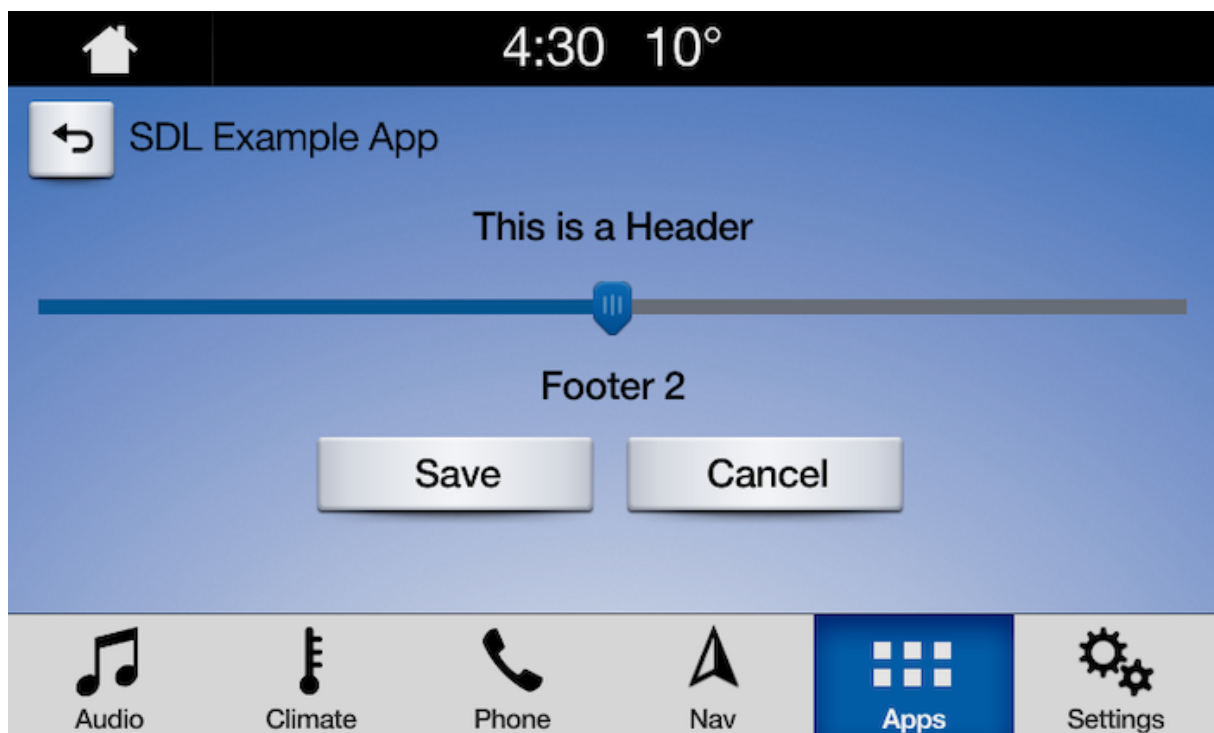 4:30 10°
SDL Example App
This is a Header
Footer 2
Save Cancel
Audio Climate Phone Nav Apps Settings